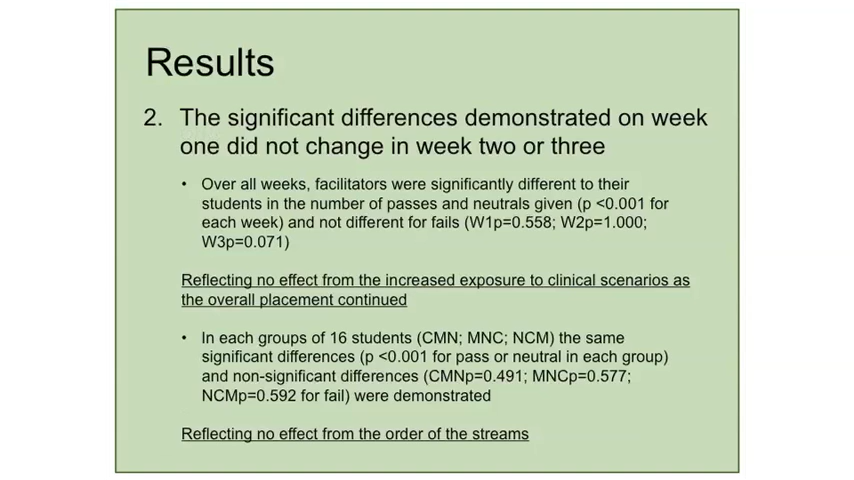 Results
2. The significant differences demonstrated on week
one did not change in week two or three
• Over all weeks, facilitators were significantly different to their
students in the number of passes and neutrals given (p <0.001 for
each week) and not different for fails (W1p=0.558; W2p=1.000;
W3p=0.071)
Reflecting no effect from the increased exposure to clinical scenarios as
the overall placement continued
• In each groups of 16 students (CMN; MNC; NCM) the same
significant differences (p <0.001 for pass or neutral in each group)
and non-significant differences (CMNp=0.491; MNCp=0.577;
NCMp=0.592 for fail) were demonstrated
Reflecting no effect from the order of the streams